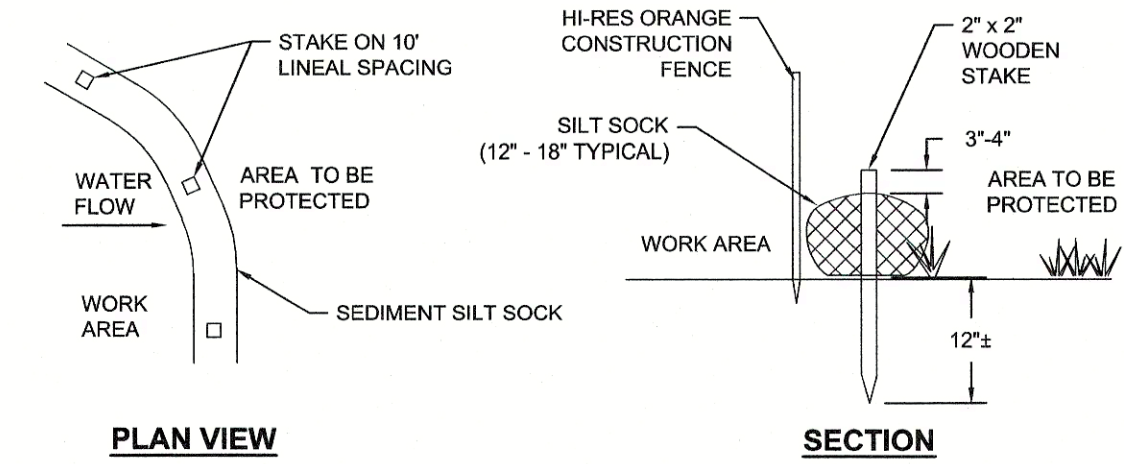 STAKE ON 10'
LINEAL SPACING
WATER
FLOW
AREA TO BE
PROTECTED
WORK
AREA
SEDIMENT SILT SOCK
PLAN VIEW
HI-RES ORANGE
CONSTRUCTION
FENCE
2" x 2"
WOODEN
STAKE
SILT SOCK
(12" - 18" TYPICAL)
3"-4"
AREA TO BE
PROTECTED
WORK AREA
12"±
SECTION